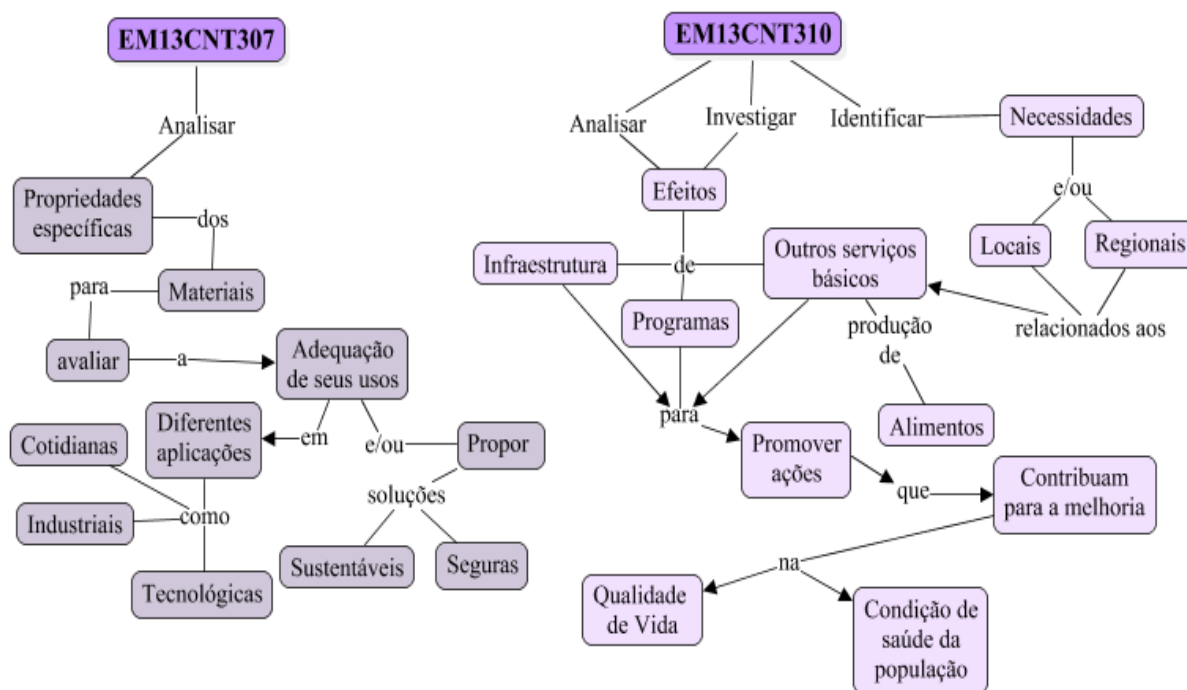 EM13CNT307
Analisar
Propriedades
específicas
dos
Materiais
para
avaliar
a
Adequação
de seus usos
em
Diferentes
aplicações
como
Cotidianas
Industriais
Tecnológicas
e/ou
Propor
soluções
Sustentáveis
Seguras
EM13CNT310
Analisar
Investigar
Identificar
Necessidades
e/ou
Locais
Regionais
relacionados aos
Efeitos
de
Infraestrutura
Programas
Outros serviços
básicos
produção
de
Alimentos
para
Promover
ações
que
Contribuam
para a melhoria
na
Qualidade
de Vida
Condição de
saúde da
população